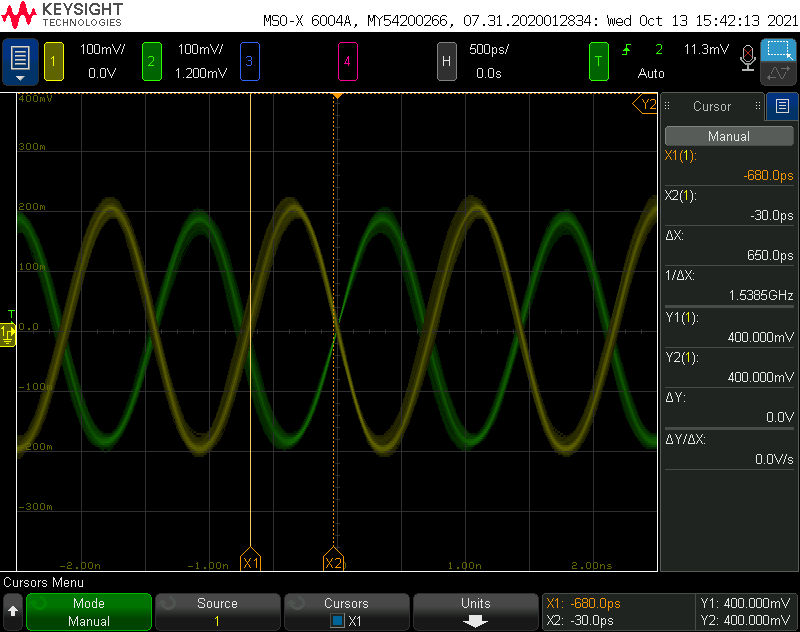 KEYSIGHT
TECHNOLOGIES
MSO-X 6004A, MY54200266, 07.31.2020012834: Wed Oct 13 15:42:13 2021
1 100mV/ 2 100mV/ 3 4 H 500ps/ T 2 11.3mV
0.0V 1.200mV 0.0s Auto
400mV
Y2
300m
200m
100m
T
0.0
1
-100m
-200m
-300m
-2.00n -1.00n 1.00n 2.00ns
X1 X2
Cursor
Manual
X1(1):
-680.0ps
X2(1):
-30.0ps
ΔX:
650.0ps
1/ΔX:
1.5385GHz
Y1(1):
400.000mV
Y2(1):
400.000mV
ΔY:
0.0V
ΔY/ΔX:
0.0V/s
Cursors Menu
Mode
Manual
Source
1
Cursors
X1
Units
X1: -680.0ps
X2: -30.0ps
Y1: 400.000mV
Y2: 400.000mV